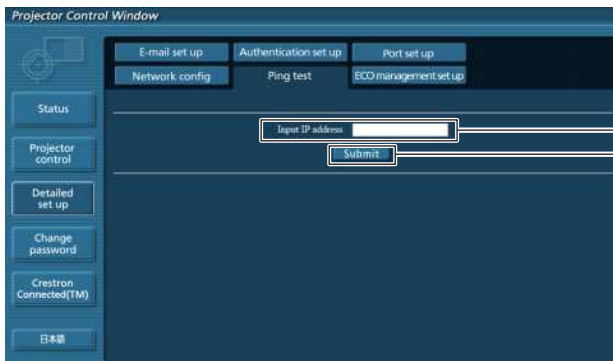 Projector Control Window
E-mail set up
Authentication set up
Port set up
Network config
Ping test
ECO management set up
Status
Projector
control
Detailed
set up
Change
password
Crestron
Connected(TM)
日本語
Input IP address
Submit